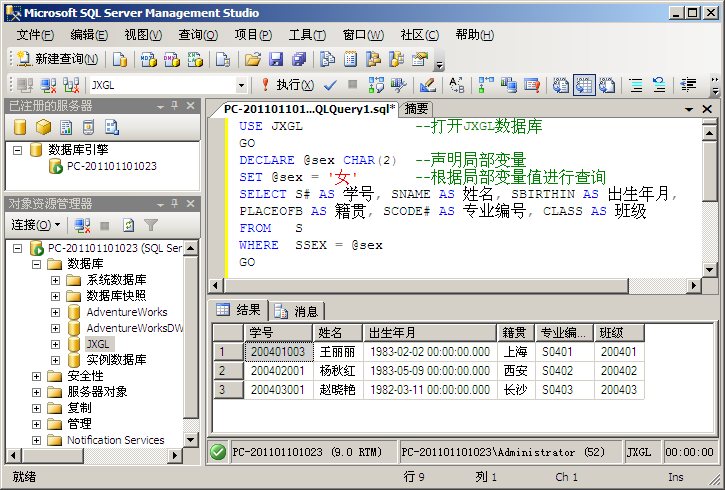 Microsoft SQL Server Management Studio
文件(F) 编辑(E) 视图(V) 查询(Q) 项目(P) 工具(T) 窗口(W) 社区(C) 帮助(H)
新建查询(N)
JXGL 执行(X)
已注册的服务器
数据库引擎
PC-201101101023
对象资源管理器
连接(O)
PC-201101101023 (SQL Ser
数据库
系统数据库
数据库快照
AdventureWorks
AdventureWorksDW
JXGL
实例数据库
安全性
服务器对象
复制
管理
Notification Services
PC-201101101...QLQuery1.sql* 摘要
USE JXGL --打开JXGL数据库
GO
DECLARE @sex CHAR(2) --声明局部变量
SET @sex = '女' --根据局部变量值进行查询
SELECT S# AS 学号, SNAME AS 姓名, SBIRTHIN AS 出生年月,
PLACEOFB AS 籍贯, SCODE# AS 专业编号, CLASS AS 班级
FROM S
WHERE SSEX = @sex
GO
结果 消息
学号 姓名 出生年月 籍贯 专业编... 班级
1 200401003 王丽丽 1983-02-02 00:00:00.000 上海 S0401 200401
2 200402001 杨秋红 1983-05-09 00:00:00.000 西安 S0402 200402
3 200403001 赵晓艳 1982-03-11 00:00:00.000 长沙 S0403 200403
PC-201101101023 (9.0 RTM) PC-201101101023\Administrator (52) JXGL 00:00:00
就绪 行 9 列 1 Ch 1 Ins